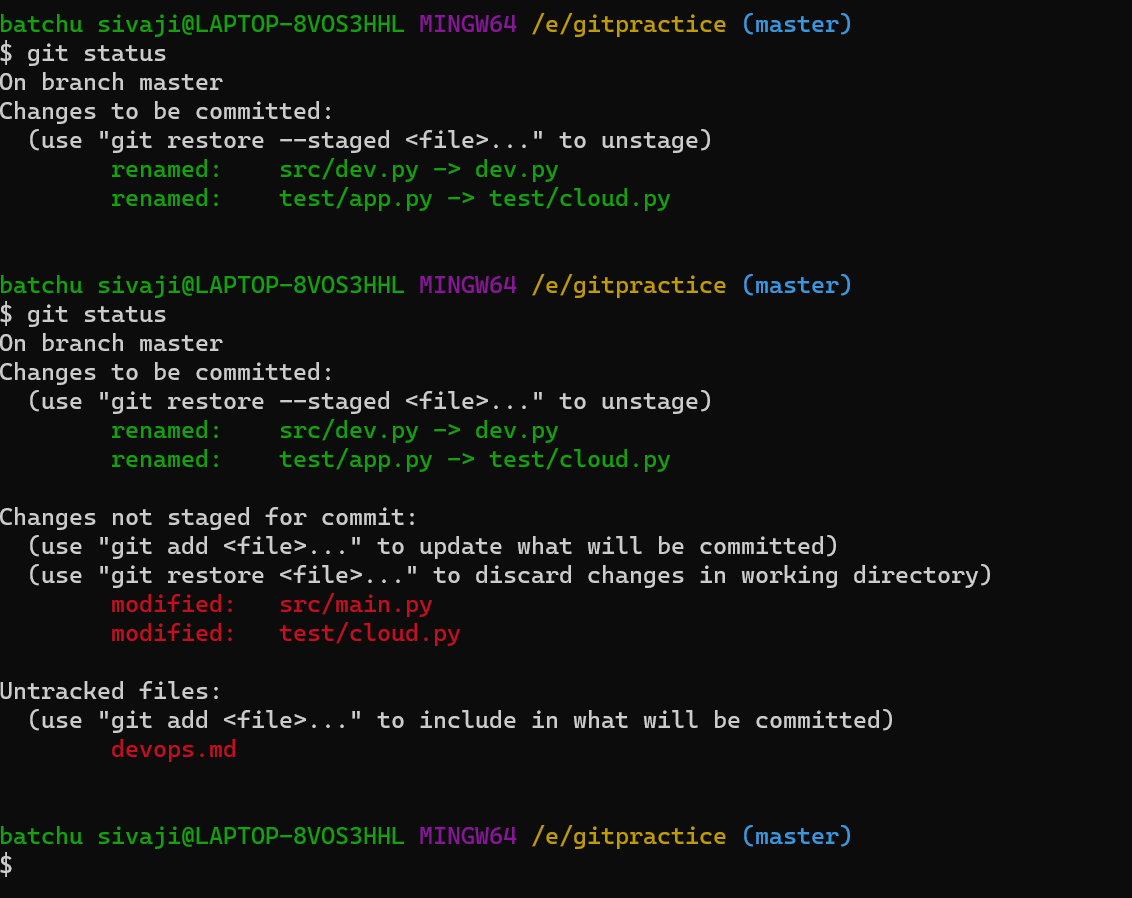 batchu sivaji@LAPTOP-8VOS3HHL MINGW64 /e/gitpractice (master)
$ git status
On branch master
Changes to be committed:
  (use "git restore --staged <file>..." to unstage)
        renamed:    src/dev.py -> dev.py
        renamed:    test/app.py -> test/cloud.py

batchu sivaji@LAPTOP-8VOS3HHL MINGW64 /e/gitpractice (master)
$ git status
On branch master
Changes to be committed:
  (use "git restore --staged <file>..." to unstage)
        renamed:    src/dev.py -> dev.py
        renamed:    test/app.py -> test/cloud.py

Changes not staged for commit:
  (use "git add <file>..." to update what will be committed)
  (use "git restore <file>..." to discard changes in working directory)
        modified:   src/main.py
        modified:   test/cloud.py

Untracked files:
  (use "git add <file>..." to include in what will be committed)
        devops.md

batchu sivaji@LAPTOP-8VOS3HHL MINGW64 /e/gitpractice (master)
$